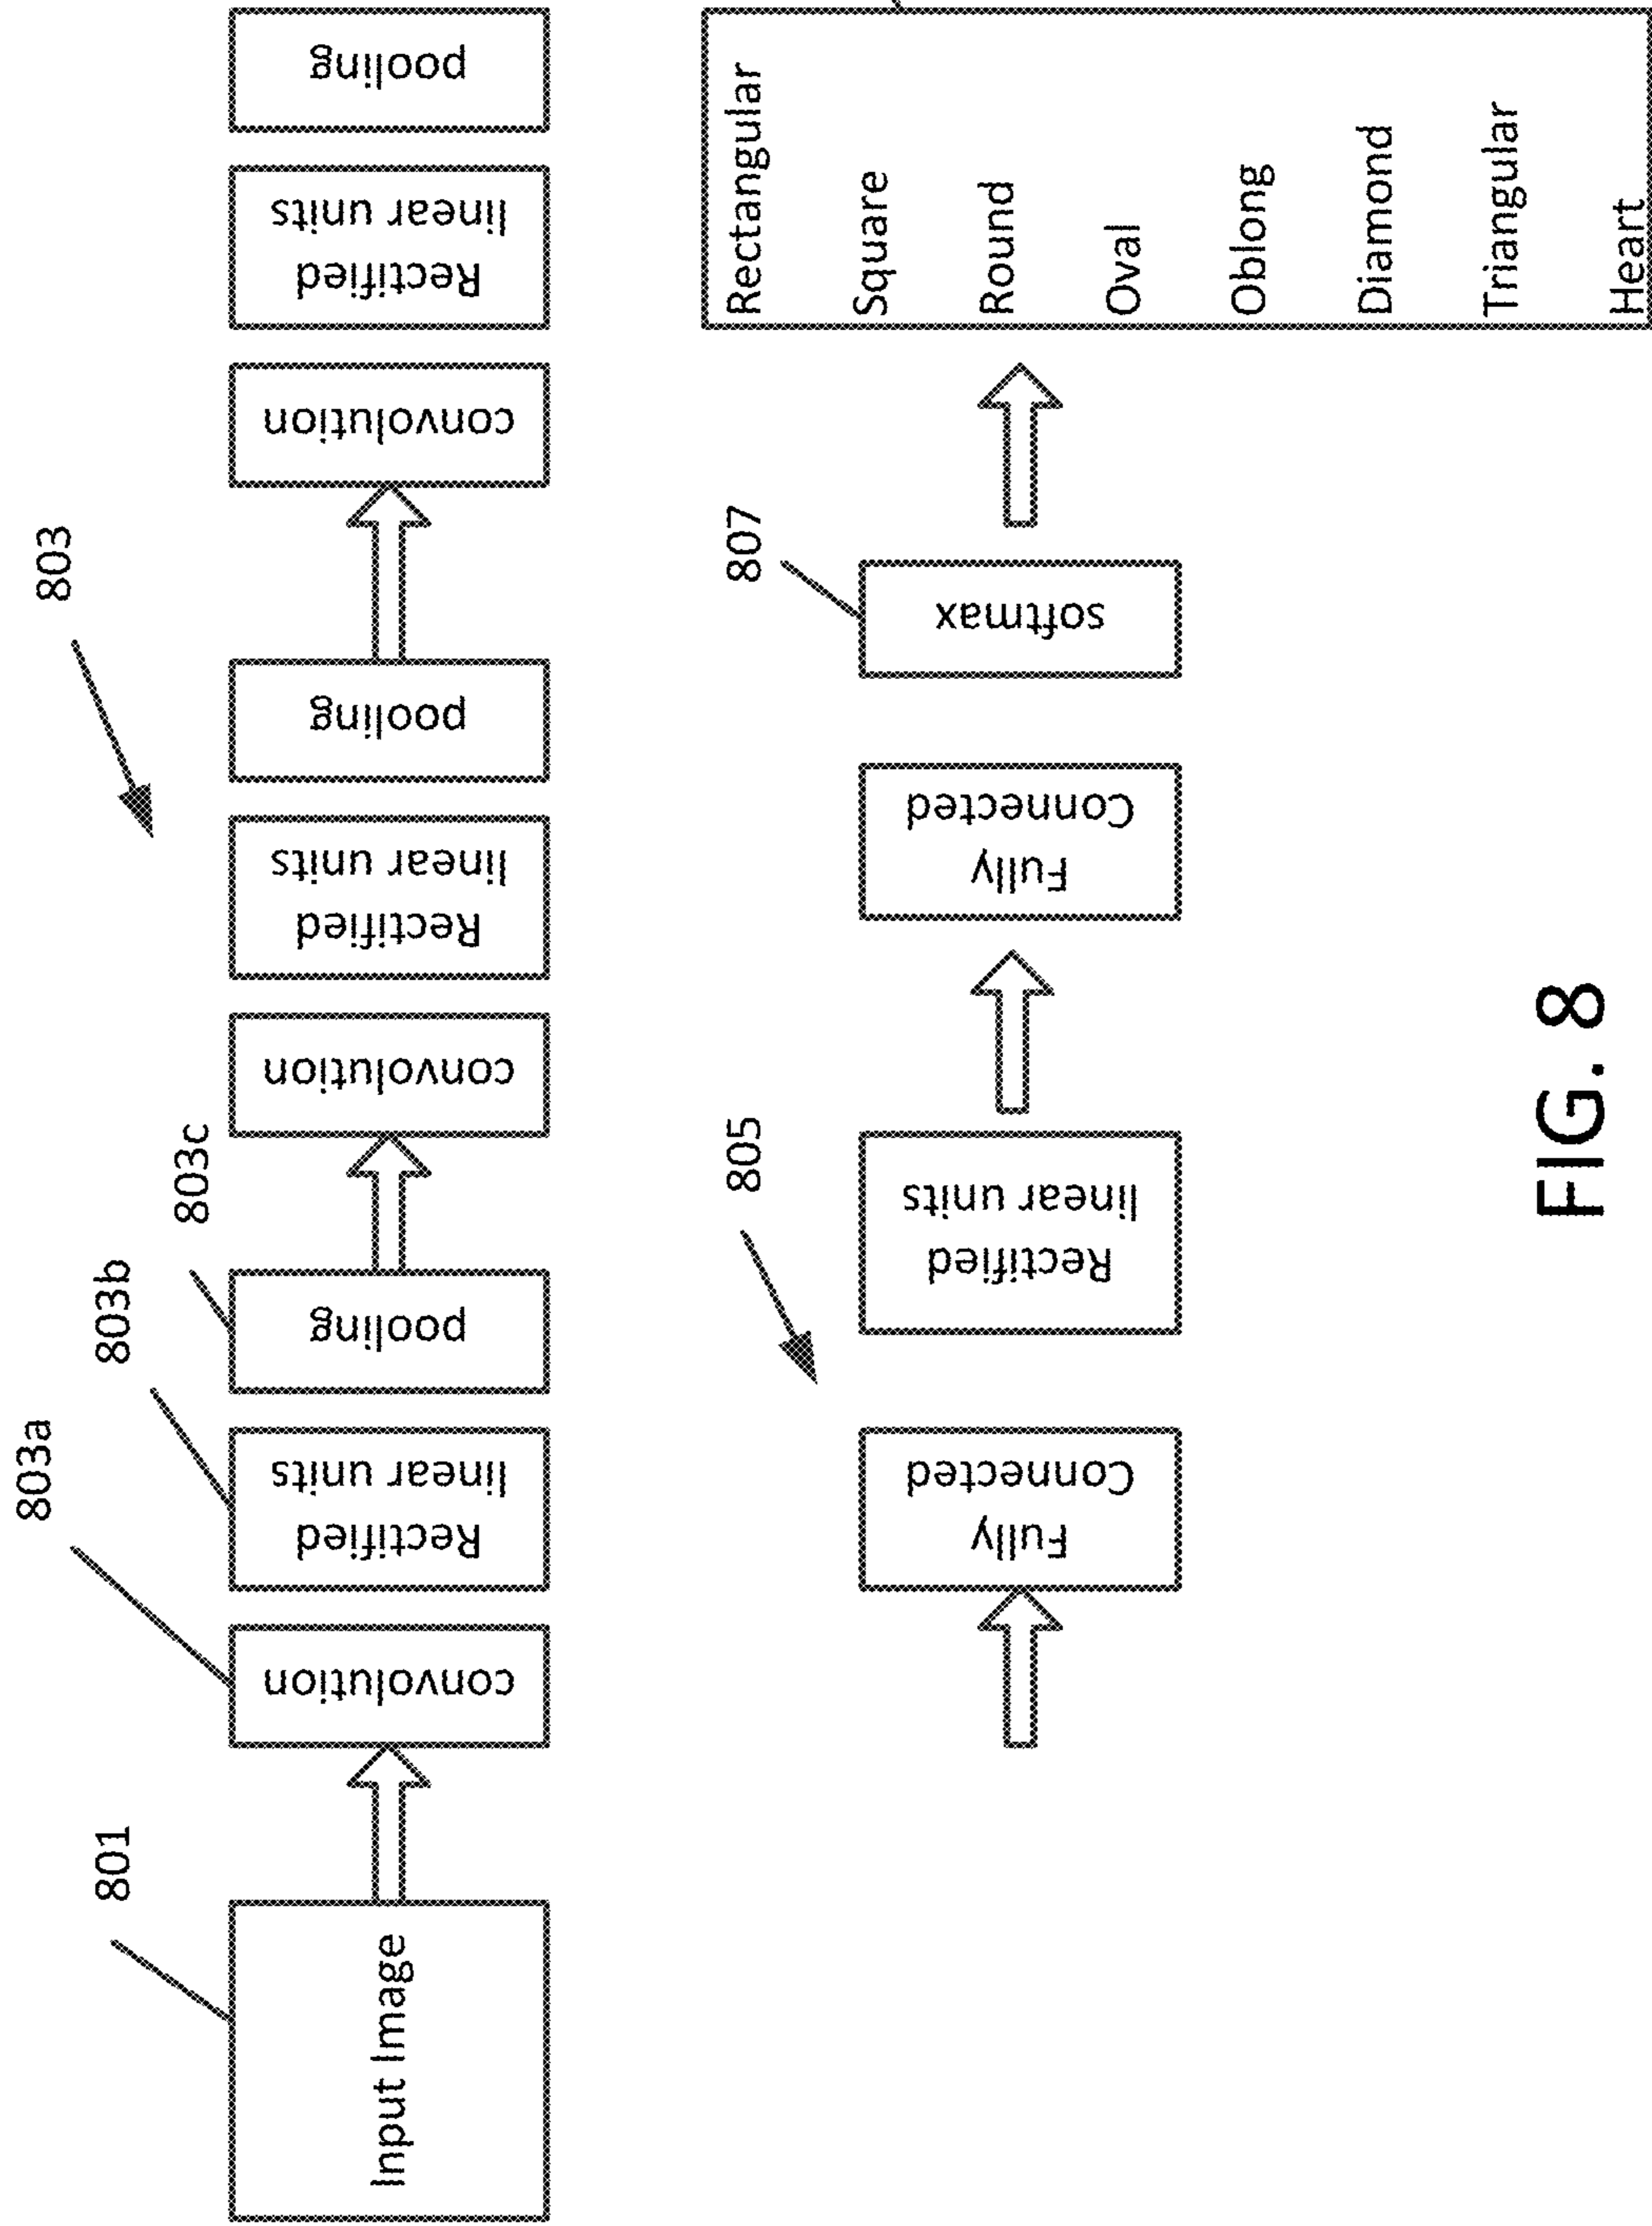 803a
803b
803c
803
801
Input Image
convolution
Rectified
linear units
pooling
convolution
Rectified
linear units
pooling
convolution
Rectified
linear units
pooling
805
807
Fully
Connected
Rectified
linear units
Fully
Connected
softmax
Rectangular
Square
Round
Oval
Oblong
Diamond
Triangular
Heart
FIG. 8